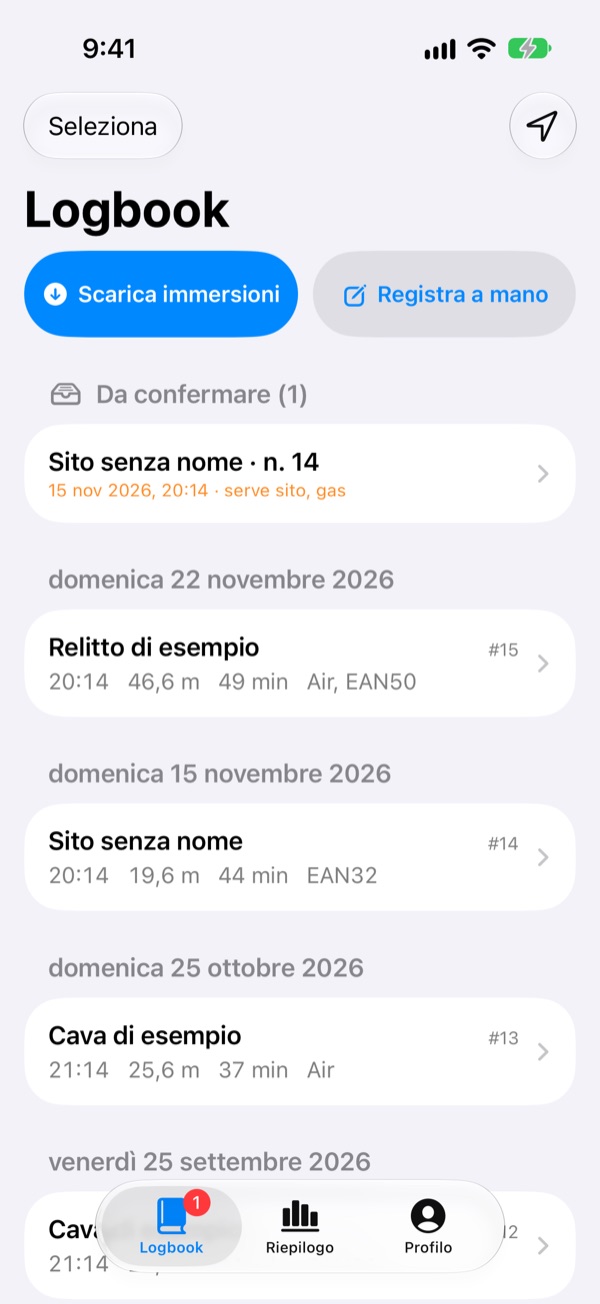 9:41
Seleziona
Logbook
Scarica immersioni
Registra a mano
Da confermare (1)
Sito senza nome · n. 14
15 nov 2026, 20:14 · serve sito, gas
domenica 22 novembre 2026
Relitto di esempio #15
20:14 46,6 m 49 min Air, EAN50
domenica 15 novembre 2026
Sito senza nome #14
20:14 19,6 m 44 min EAN32
domenica 25 ottobre 2026
Cava di esempio #13
21:14 25,6 m 37 min Air
venerdì 25 settembre 2026
21:14
1
Logbook
Riepilogo
Profilo